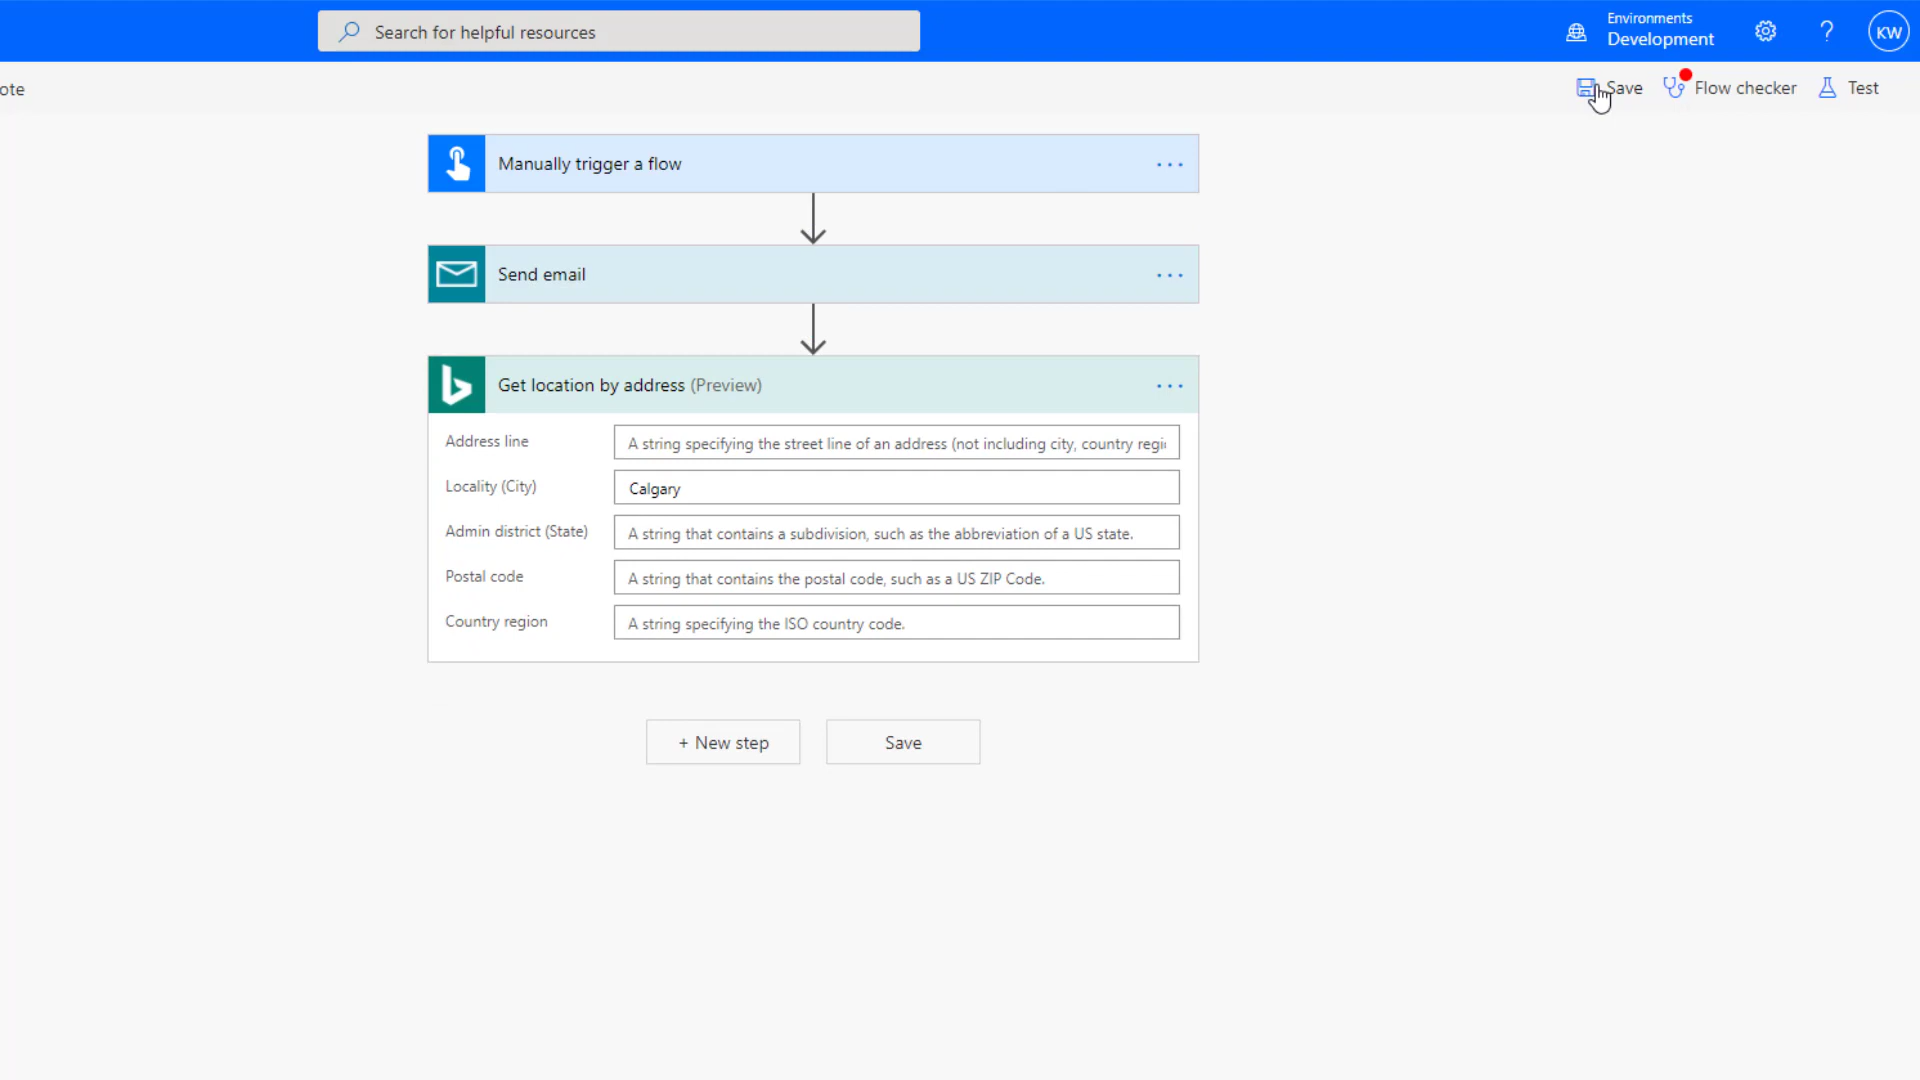 Search for helpful resources
Environments
Development
KW
ote
Save
Flow checker
Test
Manually trigger a flow
Send email
Get location by address (Preview)
Address line
A string specifying the street line of an address (not including city, country regi
Locality (City)
Calgary
Admin district (State)
A string that contains a subdivision, such as the abbreviation of a US state.
Postal code
A string that contains the postal code, such as a US ZIP Code.
Country region
A string specifying the ISO country code.
+ New step
Save